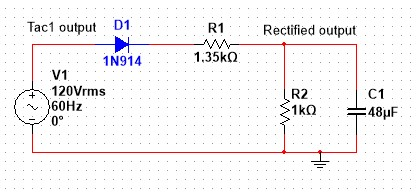 Tac1 output
D1
1N914
R1
1.35kΩ
Rectified output
V1
120Vrms
60Hz
0°
R2
1kΩ
C1
48µF